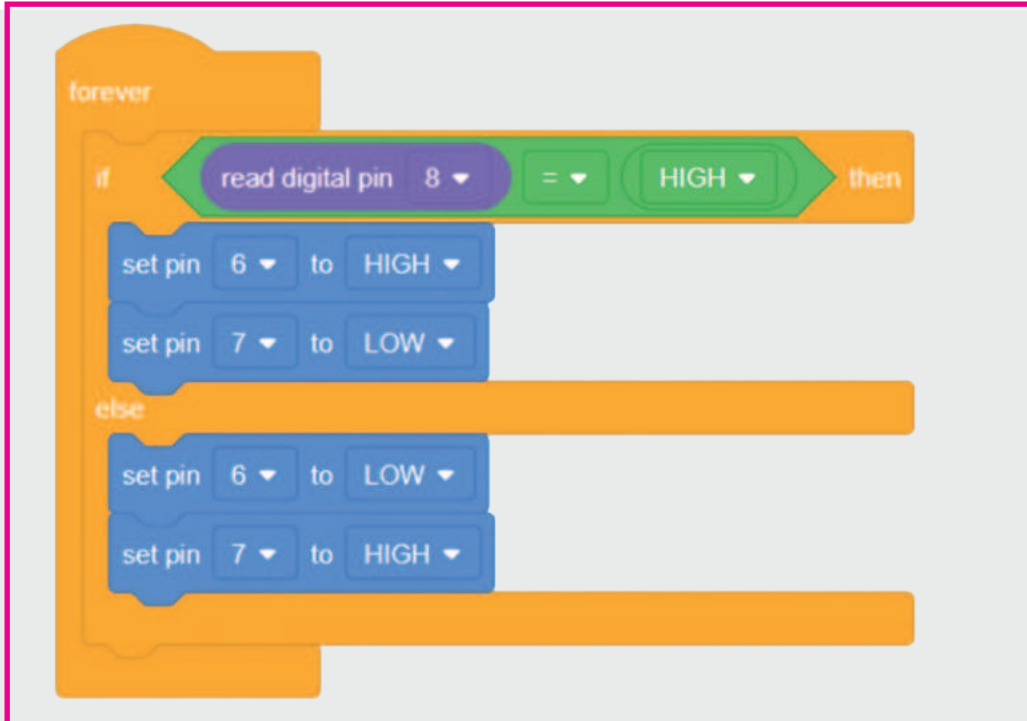 forever
if read digital pin 8 = HIGH then
set pin 6 to HIGH
set pin 7 to LOW
else
set pin 6 to LOW
set pin 7 to HIGH